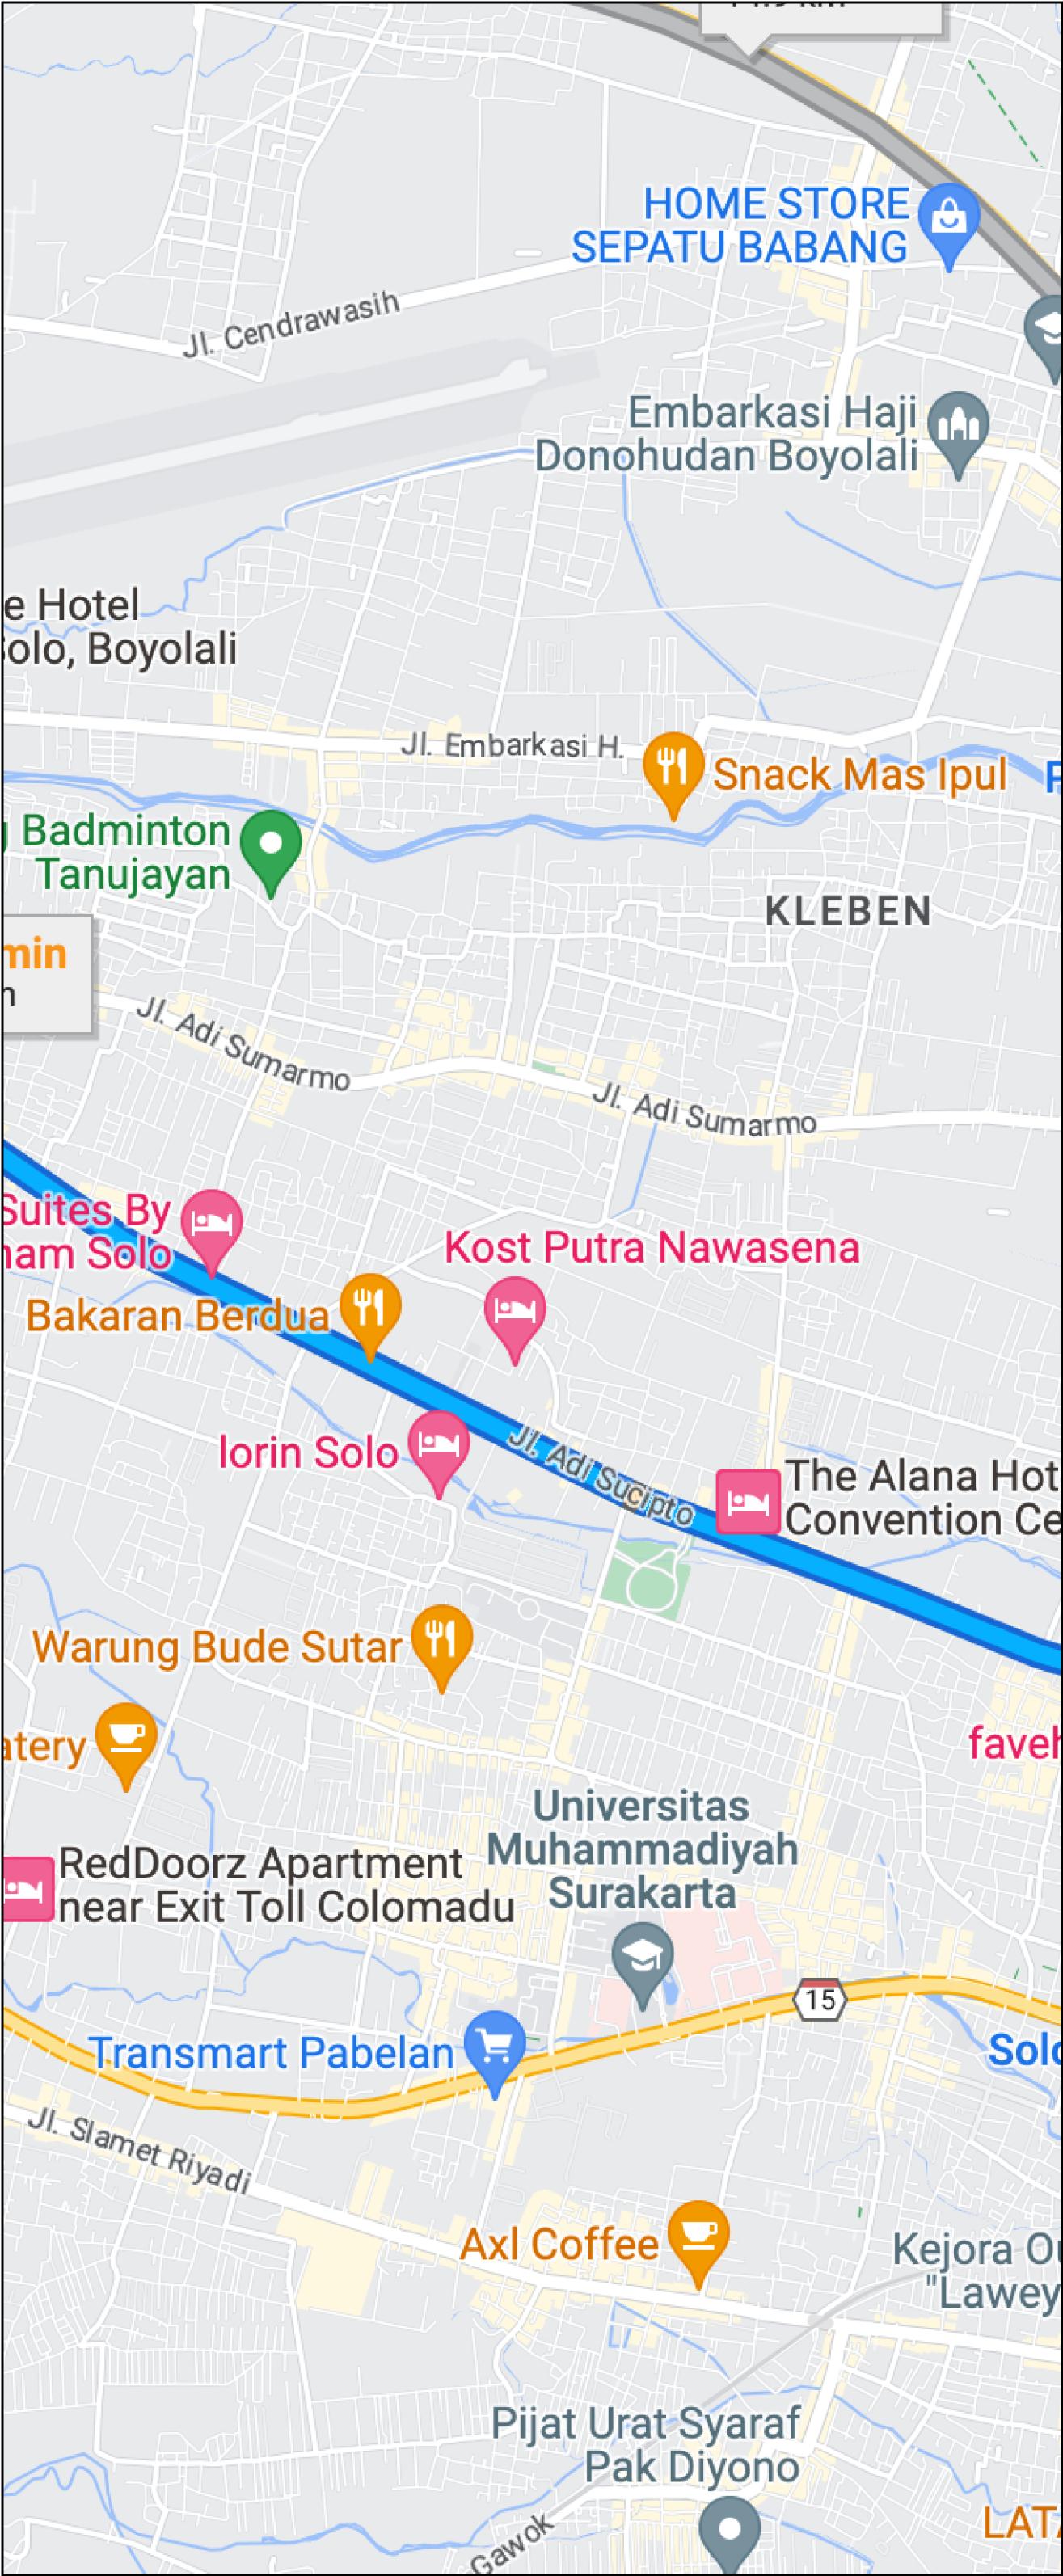 HOME STORE
SEPATU BABANG
Jl. Cendrawasih
Embarkasi Haji
Donohudan Boyolali
e Hotel
Solo, Boyolali
Jl. Embarkasi H.
Snack Mas Ipul
P
Badminton
Tanujayan
KLEBEN
min
Jl. Adi Sumarmo
Jl. Adi Sumarmo
Suites By
ham Solo
Kost Putra Nawasena
Bakaran Berdua
lorin Solo
Jl. Adi Sucipto
The Alana Hot
Convention Ce
Warung Bude Sutar
atery
faveh
Universitas
Muhammadiyah
Surakarta
RedDoorz Apartment
near Exit Toll Colomadu
15
Transmart Pabelan
Solo
Jl. Slamet Riyadi
Axl Coffee
Kejora Ou
"Lawey
Pijat Urat Syaraf
Pak Diyono
Gawok
LATA